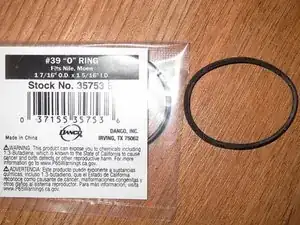 #39 "O" RING
Fits Nile, Moen
1 7/16" O.D. x 1 5/16" I.D.
Stock No. 35753
0 37155 35753 6
Made in China
DANCO
DANCO, INC.
IRVING, TX 75062
WARNING: This product can expose you to chemicals including
1,3-Butadiene, which is known to the State of California to cause
cancer and birth defects or other reproductive harm. For more
information go to www.P65Warnings.ca.gov.
ADVERTENCIA: Este producto puede exponerle a sustancias
químicas, incluido 1,3-butadieno, que el Estado de California
reconoce como causante de cáncer, malformaciones congénitas y
otros daños al sistema reproductor. Para más información, visite
www.P65Warnings.ca.gov.